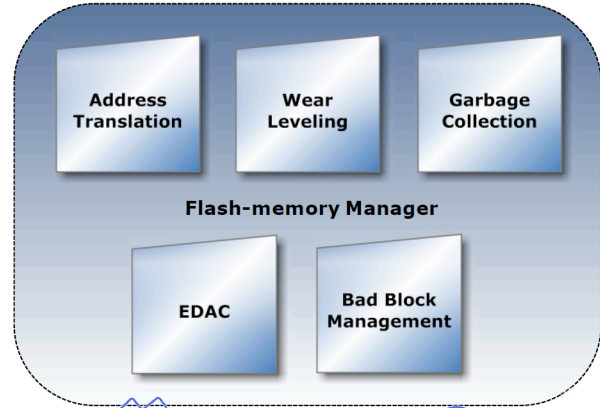 Address
Translation
Wear
Leveling
Garbage
Collection
Flash-memory Manager
EDAC
Bad Block
Management